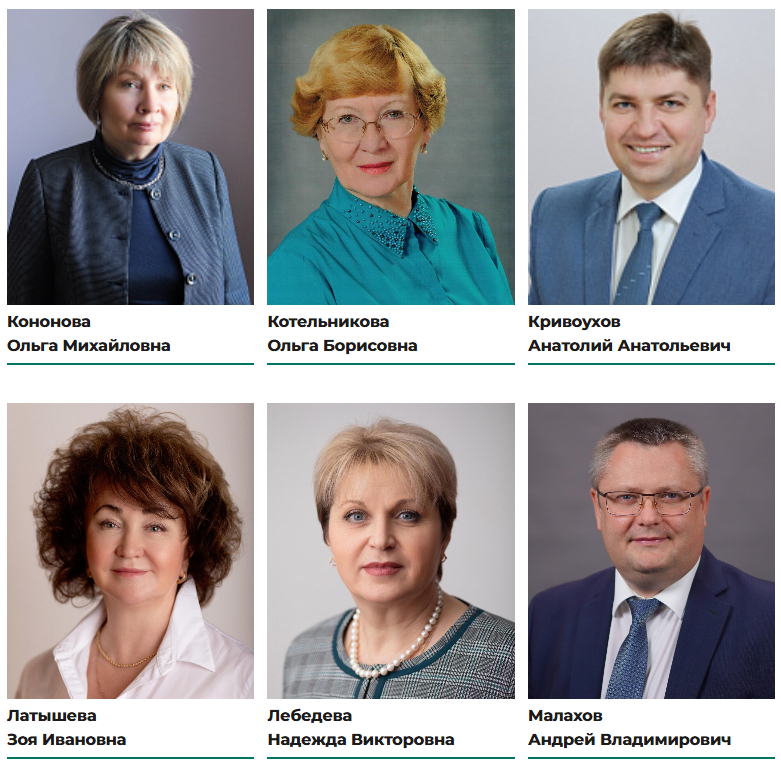 Кононова
Ольга Михайловна
Котельникова
Ольга Борисовна
Кривоухов
Анатолий Анатольевич
Латышева
Зоя Ивановна
Лебедева
Надежда Викторовна
Малахов
Андрей Владимирович